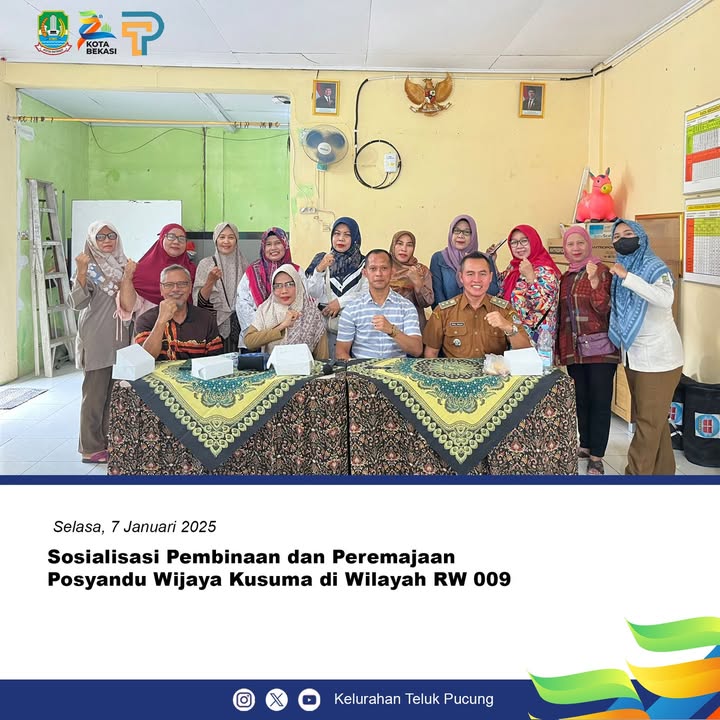 KOTA
BEKASI
Selasa, 7 Januari 2025
Sosialisasi Pembinaan dan Peremajaan
Posyandu Wijaya Kusuma di Wilayah RW 009
Kelurahan Teluk Pucung